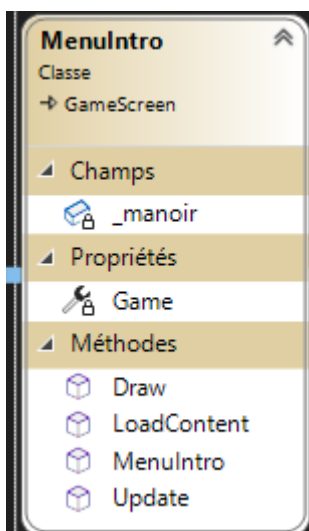 MenuIntro
Classe
GameScreen
Champs
_manoir
Propriétés
Game
Méthodes
Draw
LoadContent
MenuIntro
Update